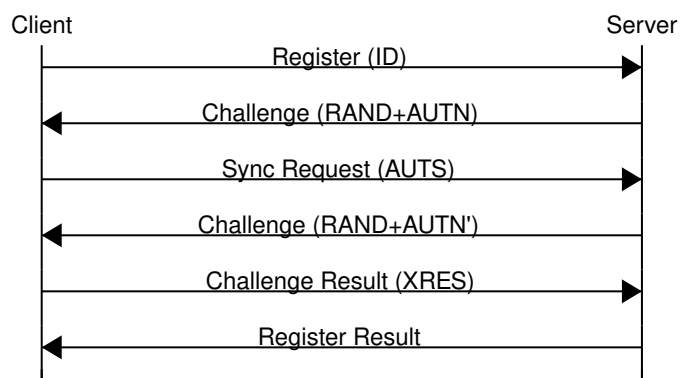 Client Server
Register (ID)
Challenge (RAND+AUTN)
Sync Request (AUTS)
Challenge (RAND+AUTN')
Challenge Result (XRES)
Register Result